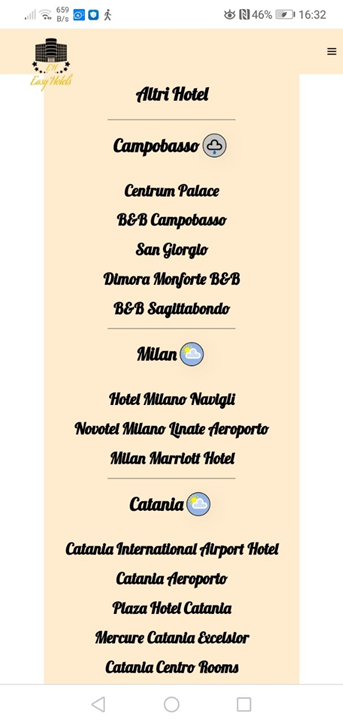 659 B/s 46% 16:32
EH
Easy Hotels
Altri Hotel
Campobasso
Centrum Palace
B&B Campobasso
San Giorgio
Dimora Monforte B&B
B&B Sagittabondo
Milan
Hotel Milano Navigli
Novotel Milano Linate Aeroporto
Milan Marriott Hotel
Catania
Catania International Airport Hotel
Catania Aeroporto
Plaza Hotel Catania
Mercure Catania Excelsior
Catania Centro Rooms